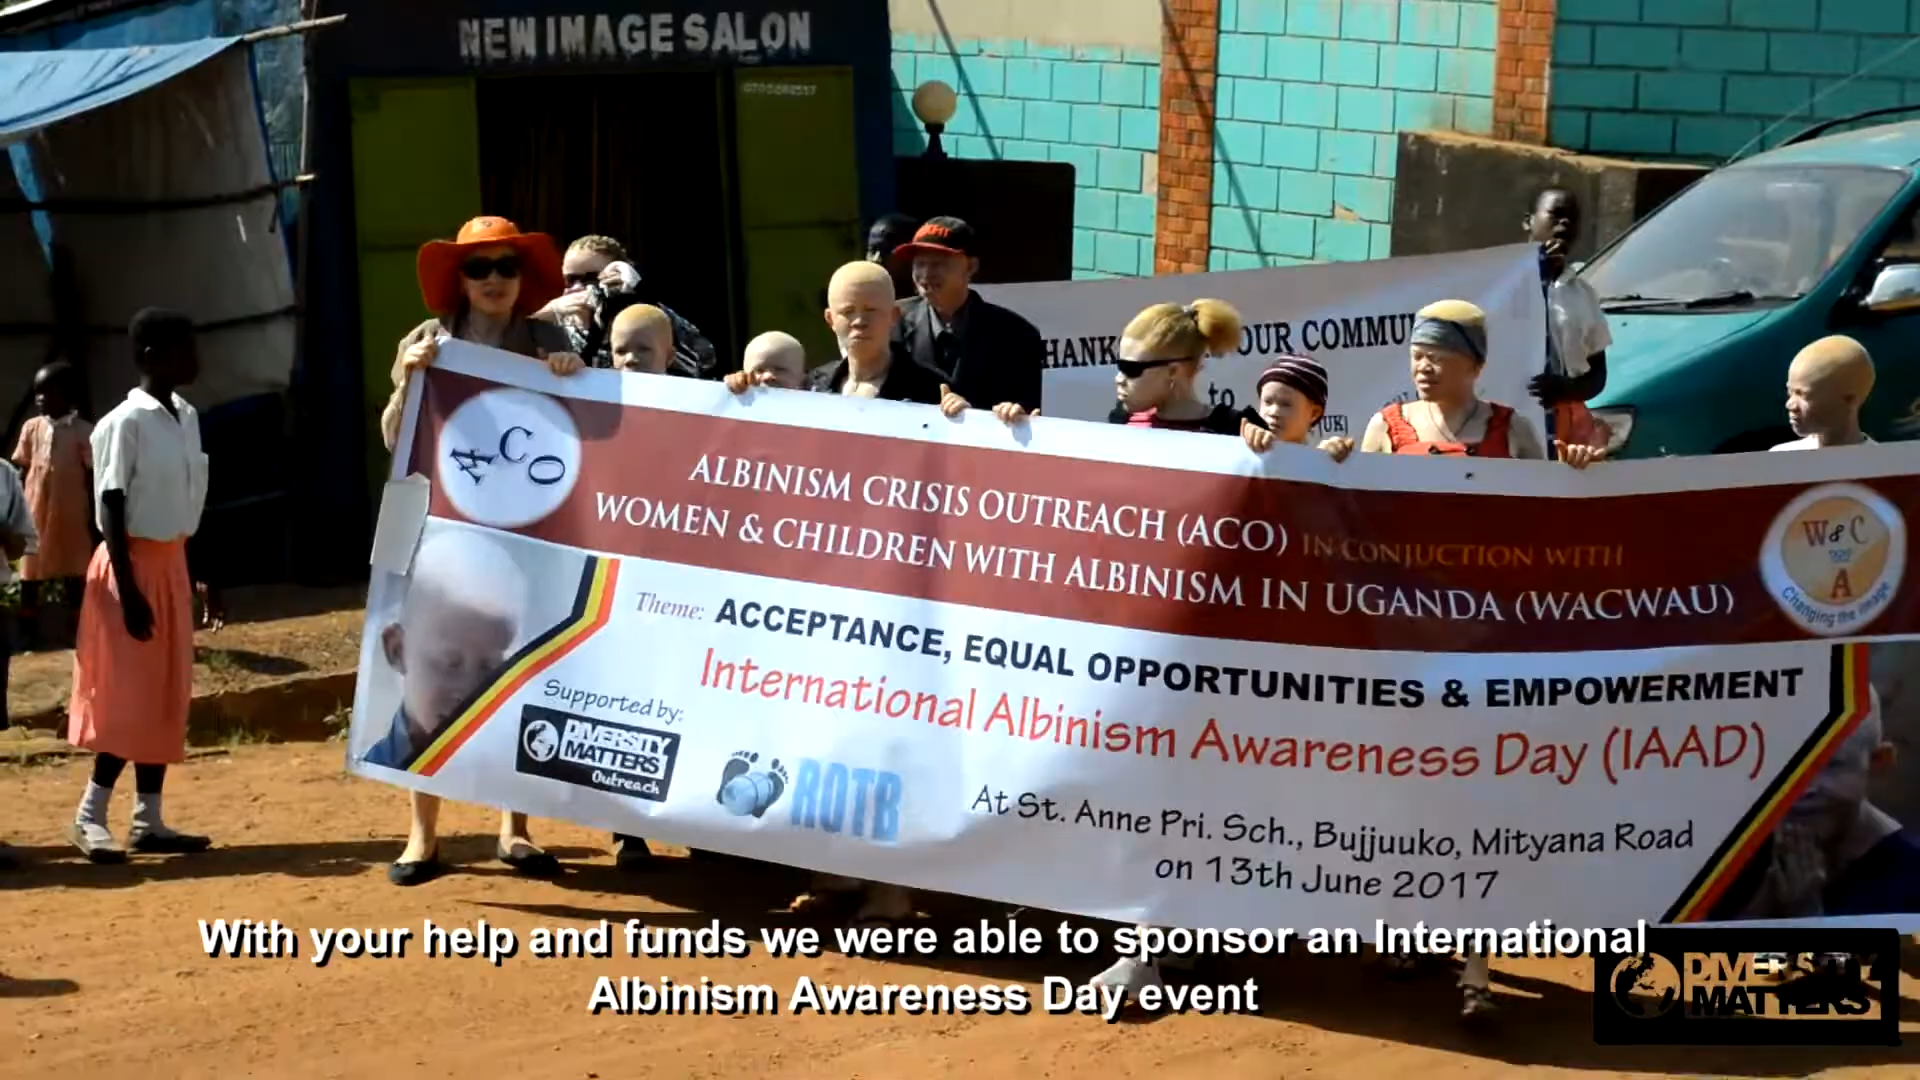 NEW IMAGE SALON
OUR COMMU
to
(UK)
ACO
ALBINISM CRISIS OUTREACH (ACO) IN CONJUCTION WITH
WOMEN & CHILDREN WITH ALBINISM IN UGANDA (WACWAU)
W&C
A
Changing the image
Theme: ACCEPTANCE, EQUAL OPPORTUNITIES & EMPOWERMENT
International Albinism Awareness Day (IAAD)
Supported by:
DIVERSITY
MATTERS
Outreach
ROTB
At St. Anne Pri. Sch., Bujjuuko, Mityana Road
on 13th June 2017
With your help and funds we were able to sponsor an International
Albinism Awareness Day event
DIVERSITY
MATTERS